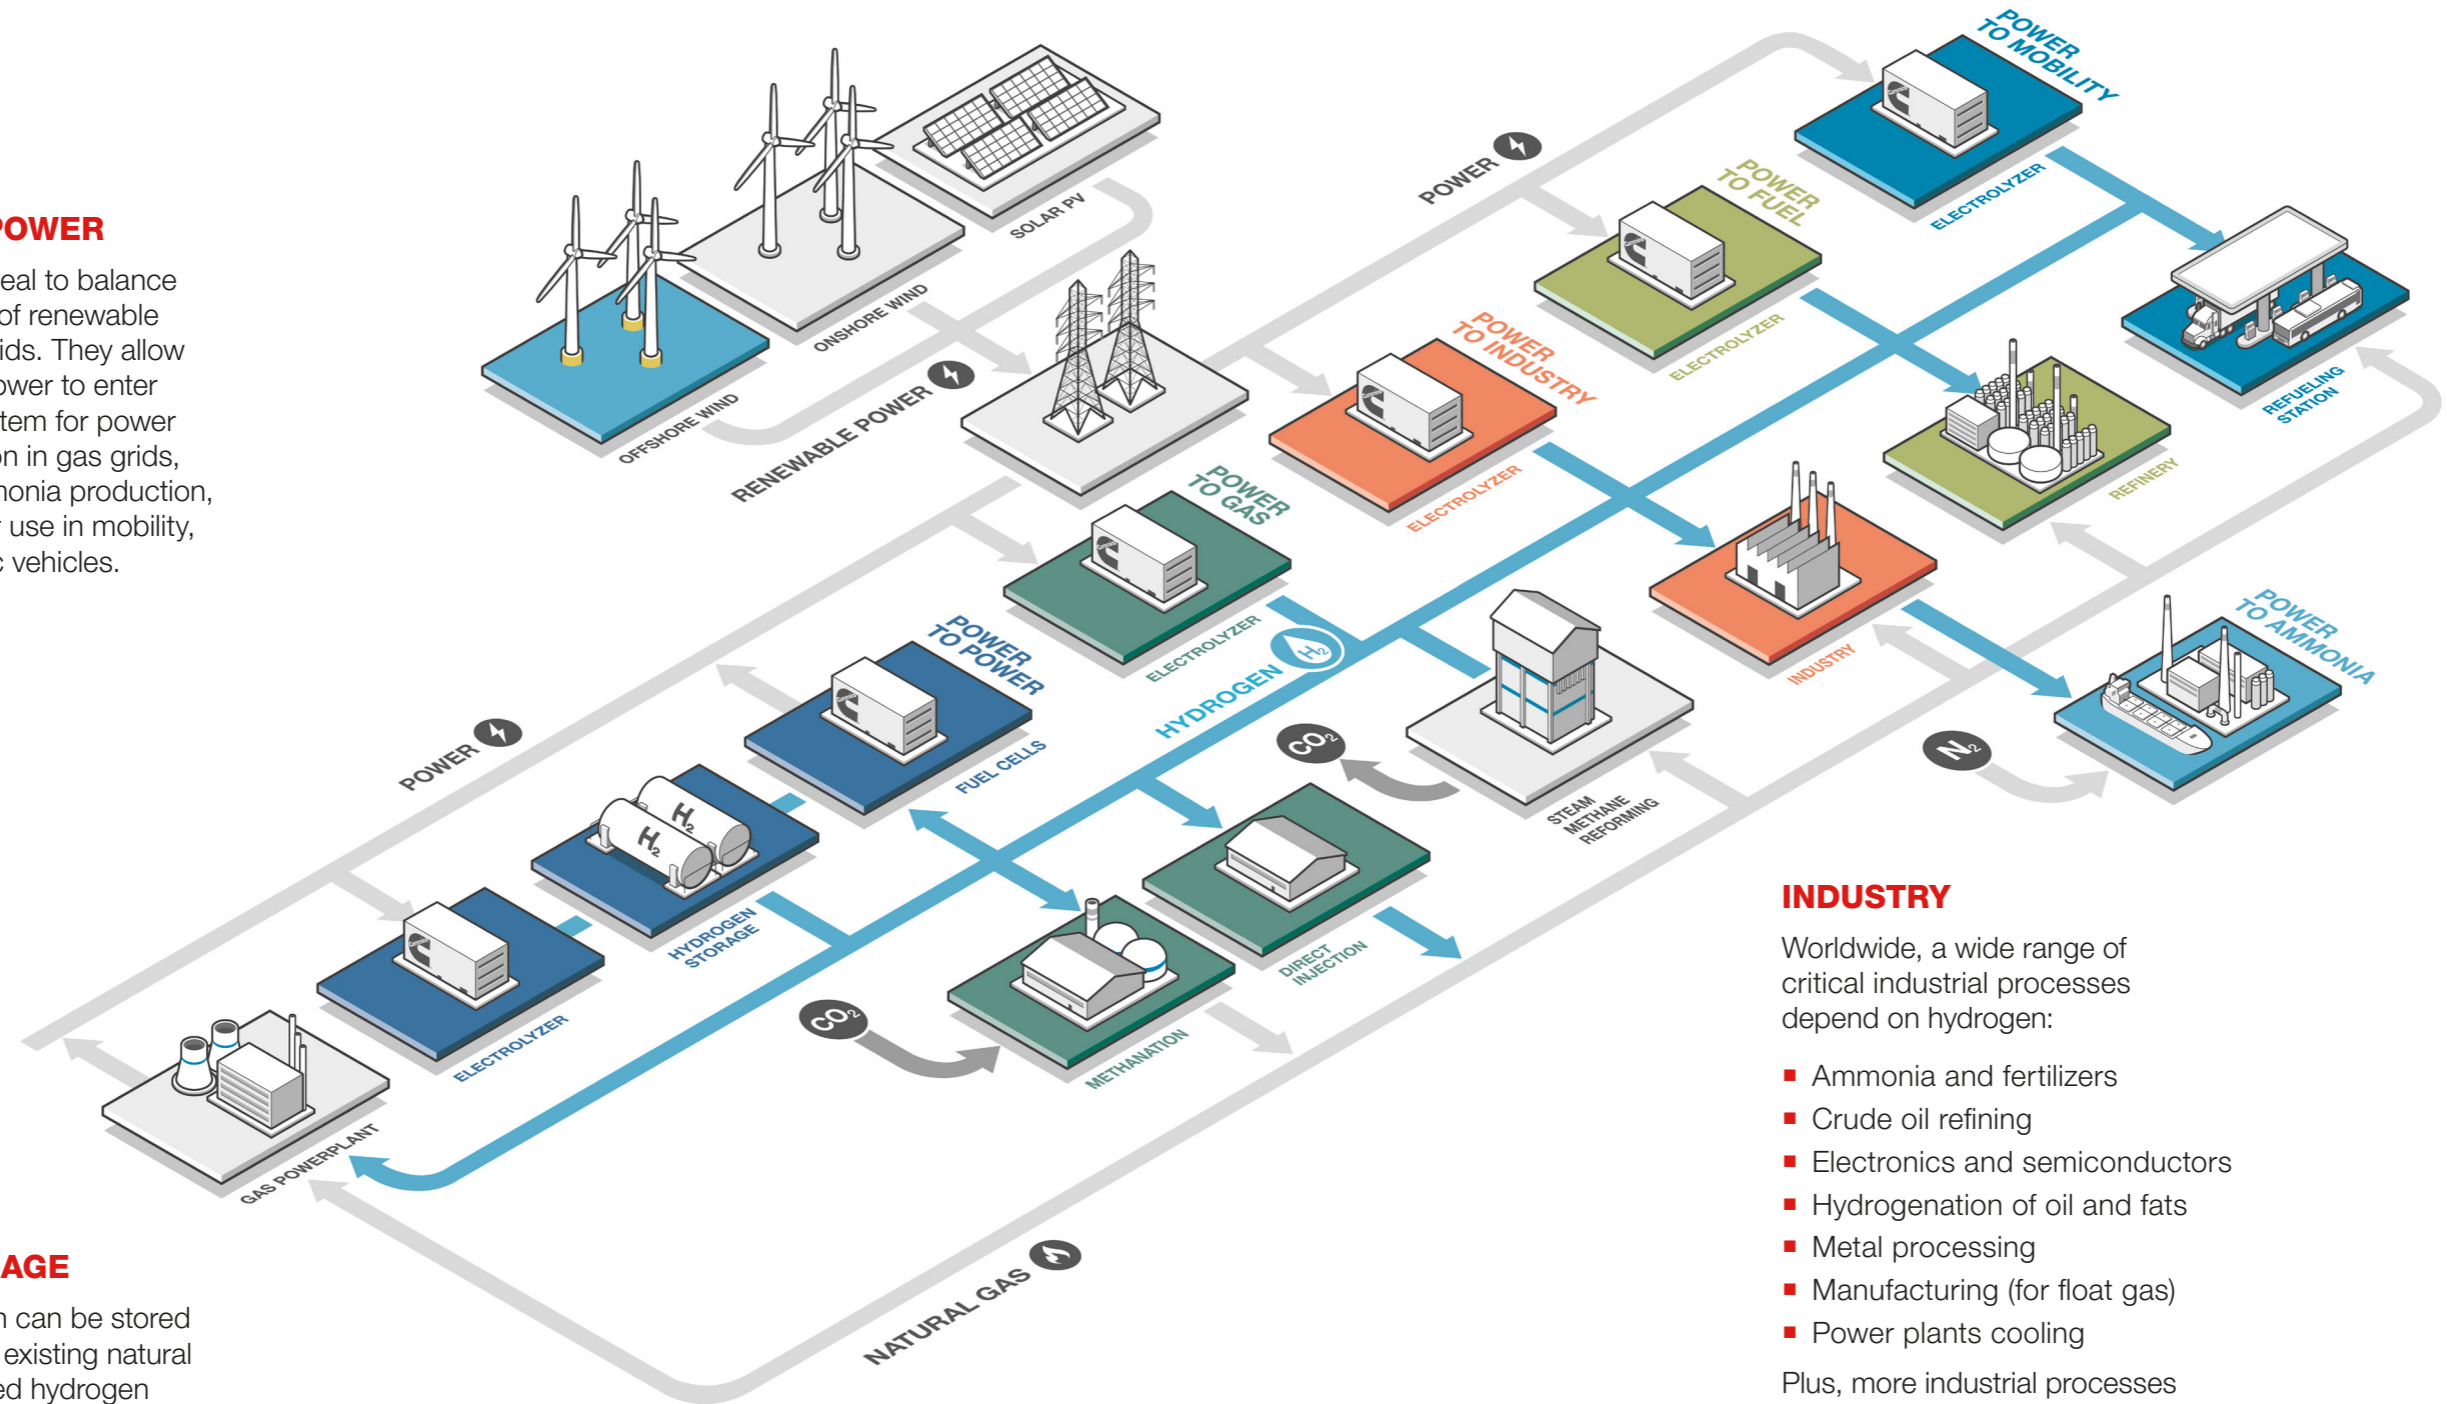 POWER
eal to balance
of renewable
ids. They allow
ower to enter
tem for power
on in gas grids,
nonia production,
r use in mobility,
c vehicles.
AGE
n can be stored
existing natural
ed hydrogen
SOLAR PV
ONSHORE WIND
OFFSHORE WIND
RENEWABLE POWER
POWER
POWER
TO MOBILITY
ELECTROLYZER
REFUELING
STATION
POWER
TO FUEL
ELECTROLYZER
REFINERY
POWER
TO INDUSTRY
ELECTROLYZER
INDUSTRY
POWER
TO AMMONIA
N₂
POWER
TO GAS
ELECTROLYZER
HYDROGEN
H₂
STEAM
METHANE
REFORMING
CO₂
DIRECT
INJECTION
METHANATION
CO₂
POWER
TO POWER
FUEL CELLS
H₂
H₂
HYDROGEN
STORAGE
ELECTROLYZER
POWER
GAS POWERPLANT
NATURAL GAS
INDUSTRY
Worldwide, a wide range of
critical industrial processes
depend on hydrogen:
▪ Ammonia and fertilizers
▪ Crude oil refining
▪ Electronics and semiconductors
▪ Hydrogenation of oil and fats
▪ Metal processing
▪ Manufacturing (for float gas)
▪ Power plants cooling
Plus, more industrial processes